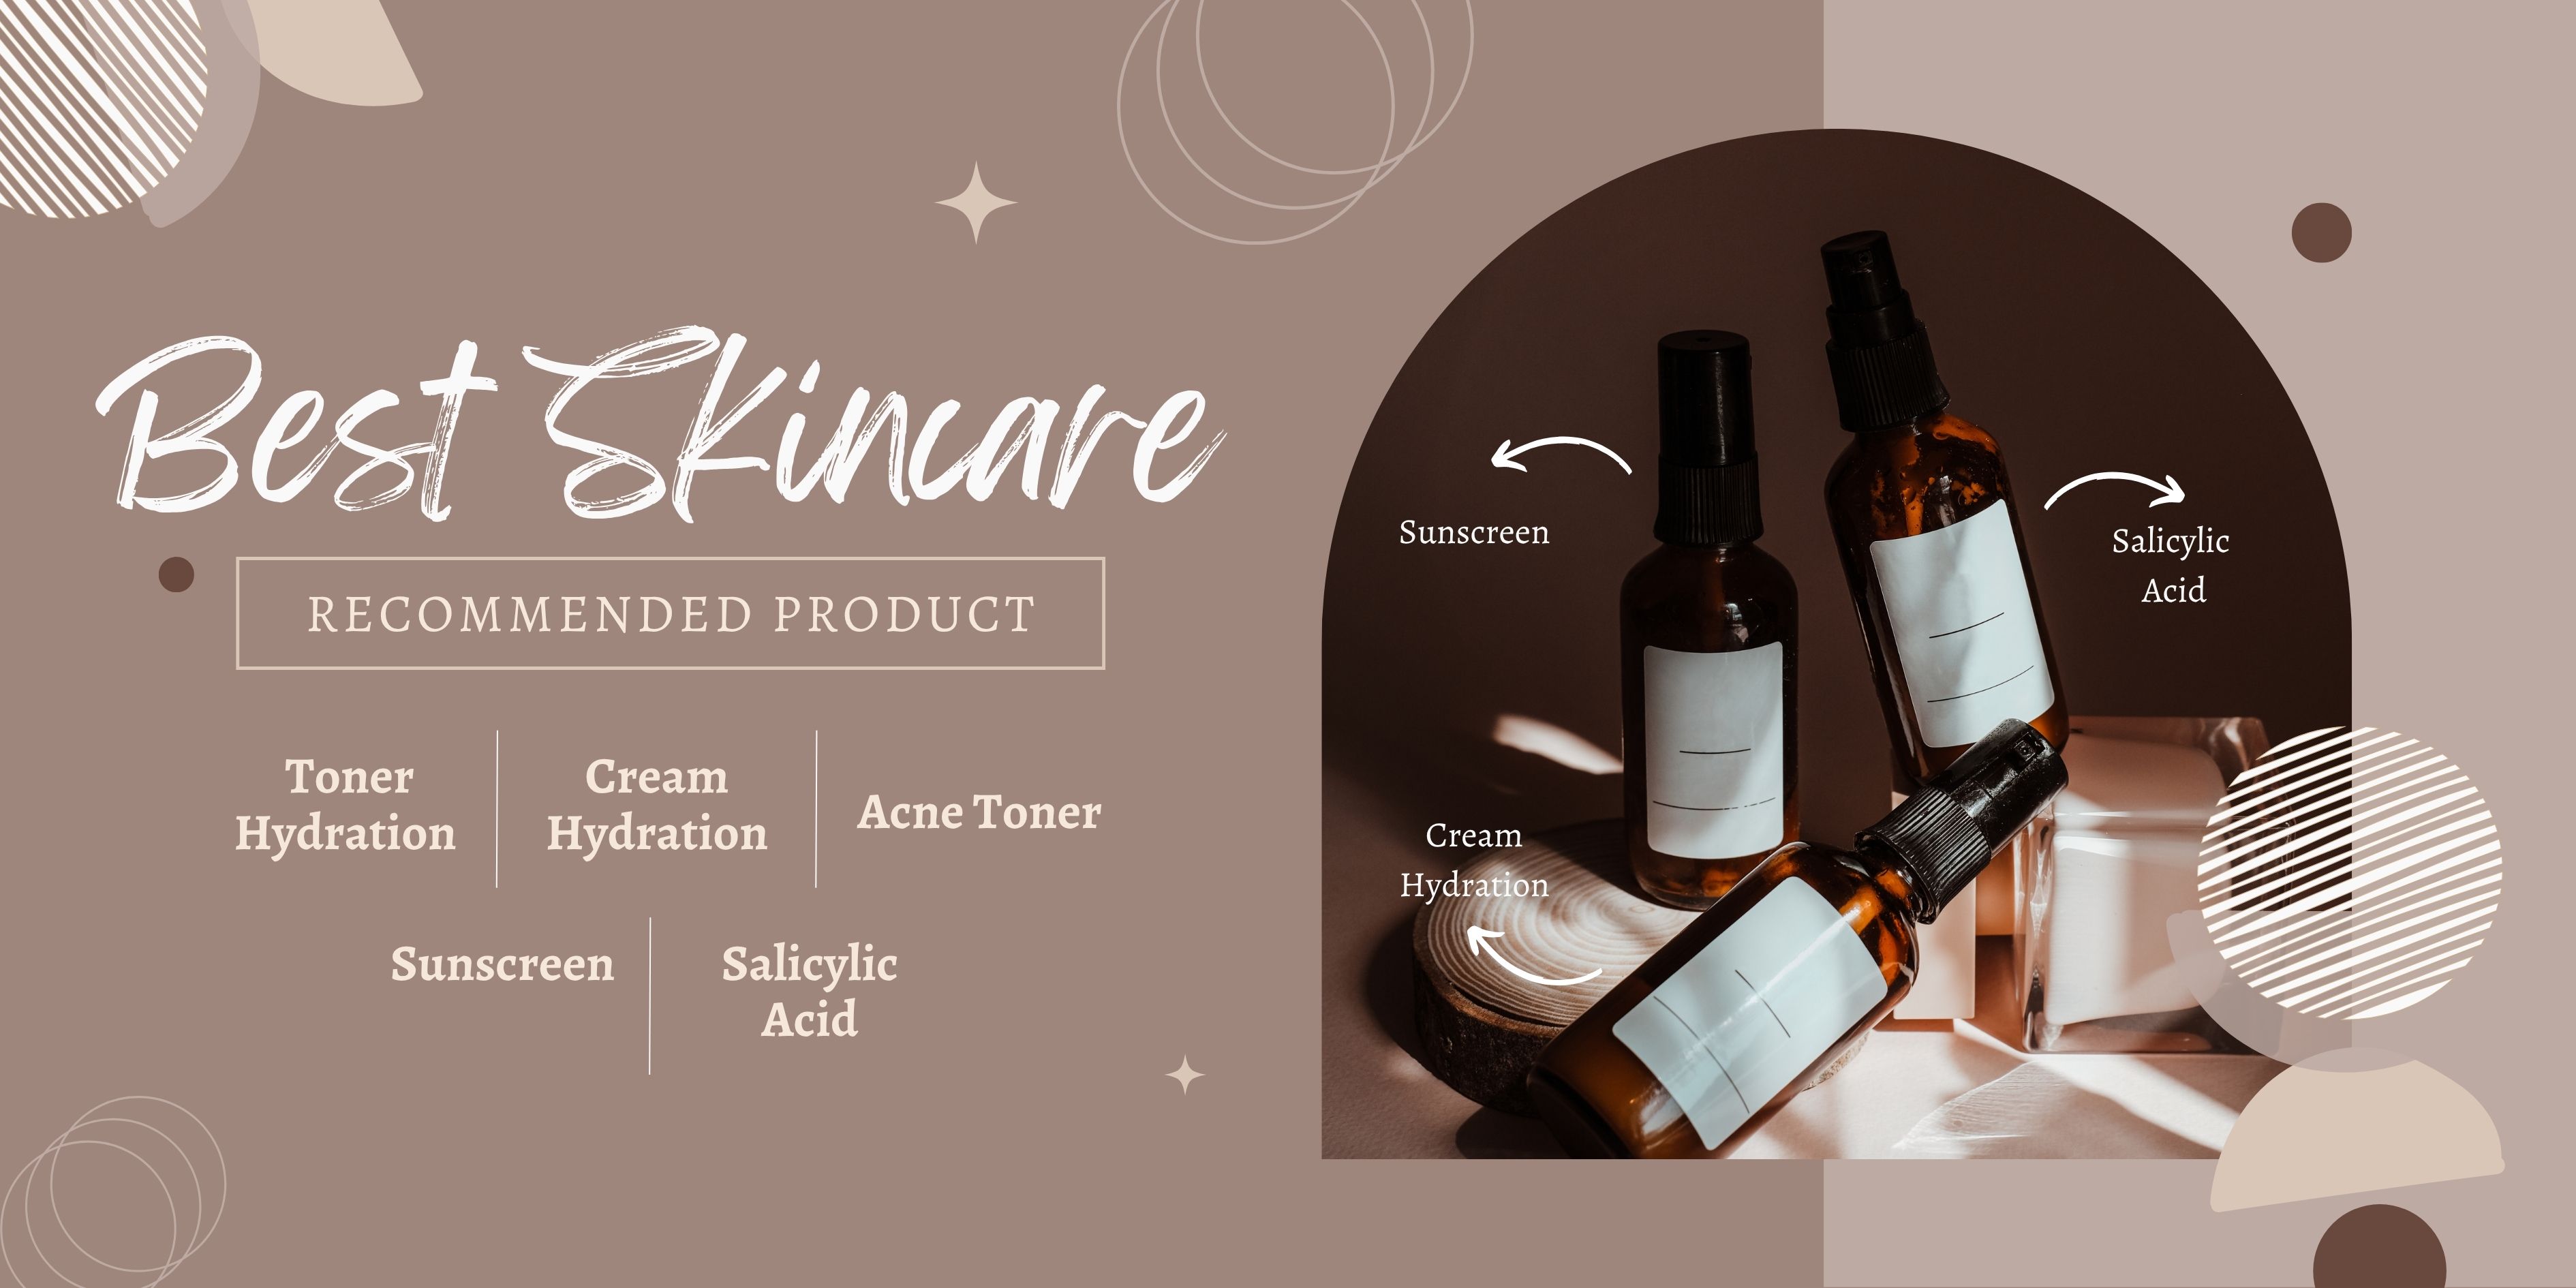 Best Skincare
RECOMMENDED PRODUCT
Toner
Hydration
Cream
Hydration
Acne Toner
Sunscreen
Salicylic
Acid
Sunscreen
Salicylic
Acid
Cream
Hydration